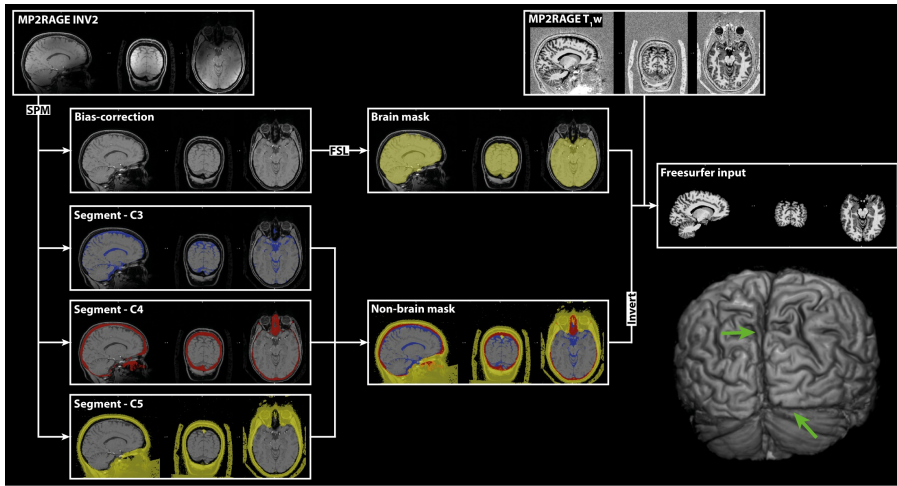 MP2RAGE INV2
MP2RAGE T1w
SPM
Bias-correction
FSL
Brain mask
Freesurfer input
Segment - C3
Segment - C4
Non-brain mask
Invert
Segment - C5